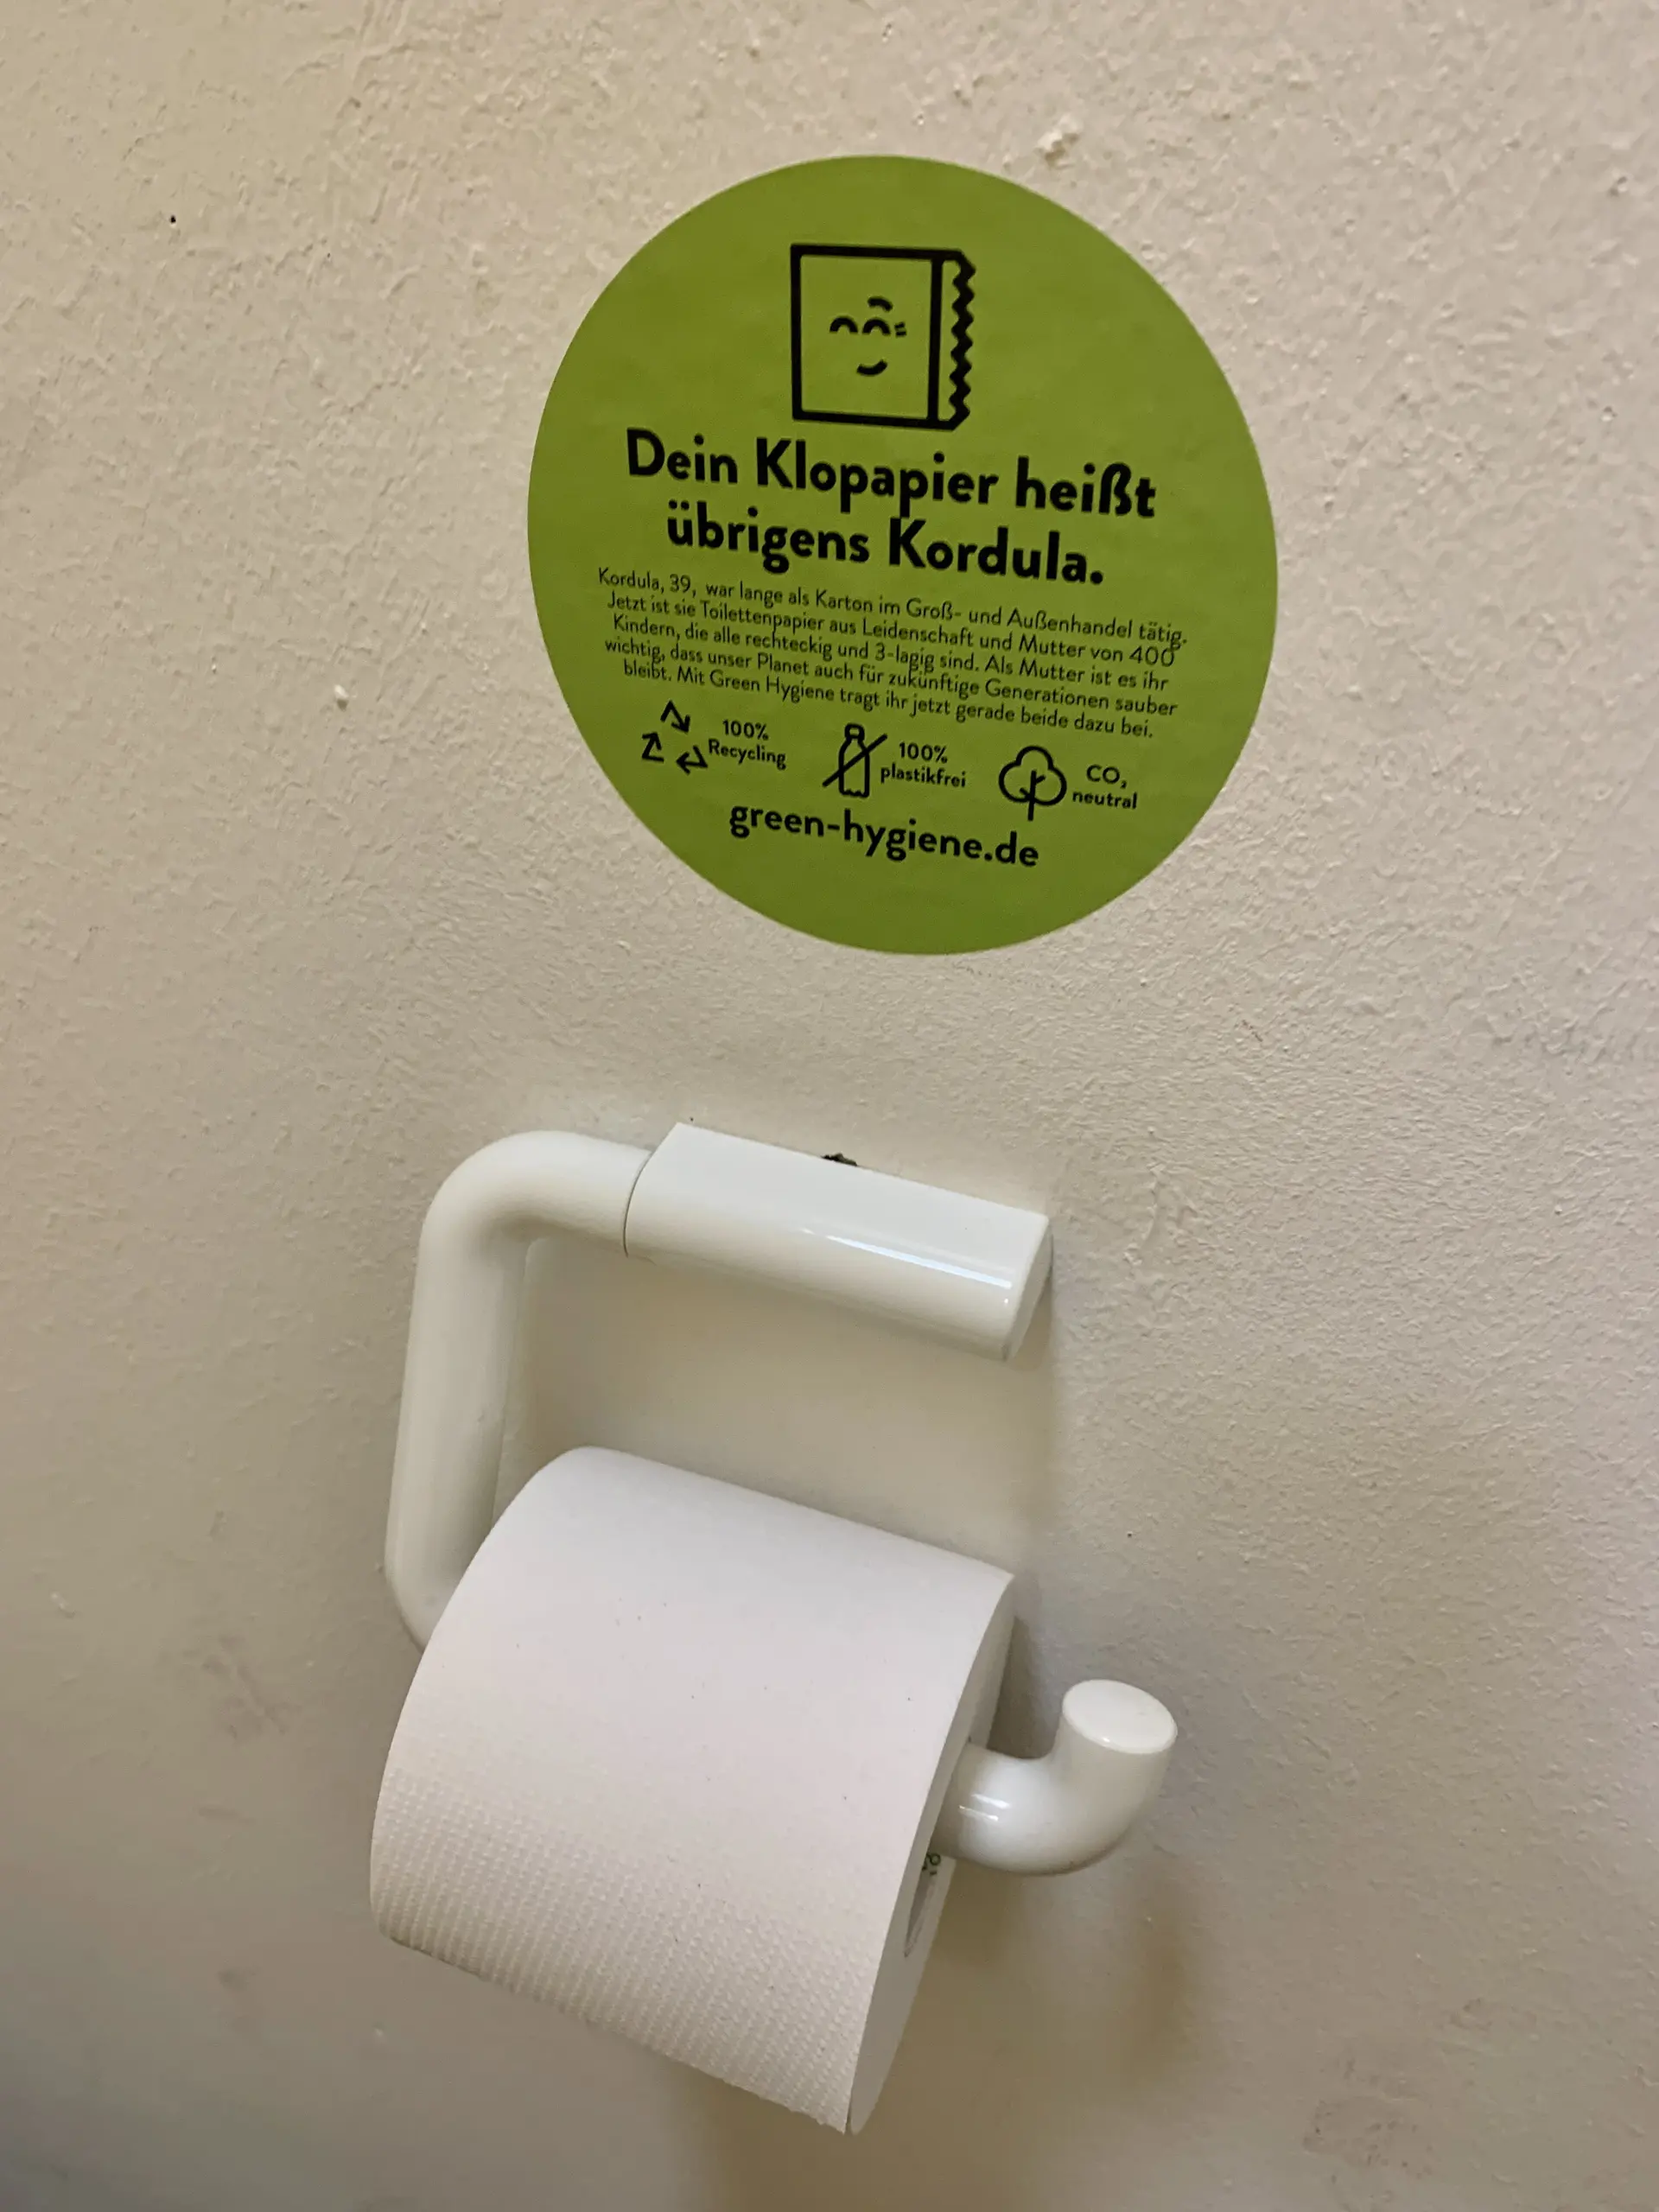 Dein Klopapier heißt
übrigens Kordula.
Kordula, 39, war lange als Karton im Groß- und Außenhandel tätig.
Jetzt ist sie Toilettenpapier aus Leidenschaft und Mutter von 400
Kindern, die alle rechteckig und 3-lagig sind. Als Mutter ist es ihr
wichtig, dass unser Planet auch für zukünftige Generationen sauber
bleibt. Mit Green Hygiene tragt ihr jetzt gerade beide dazu bei.
100%
Recycling
100%
plastikfrei
CO₂
neutral
green-hygiene.de